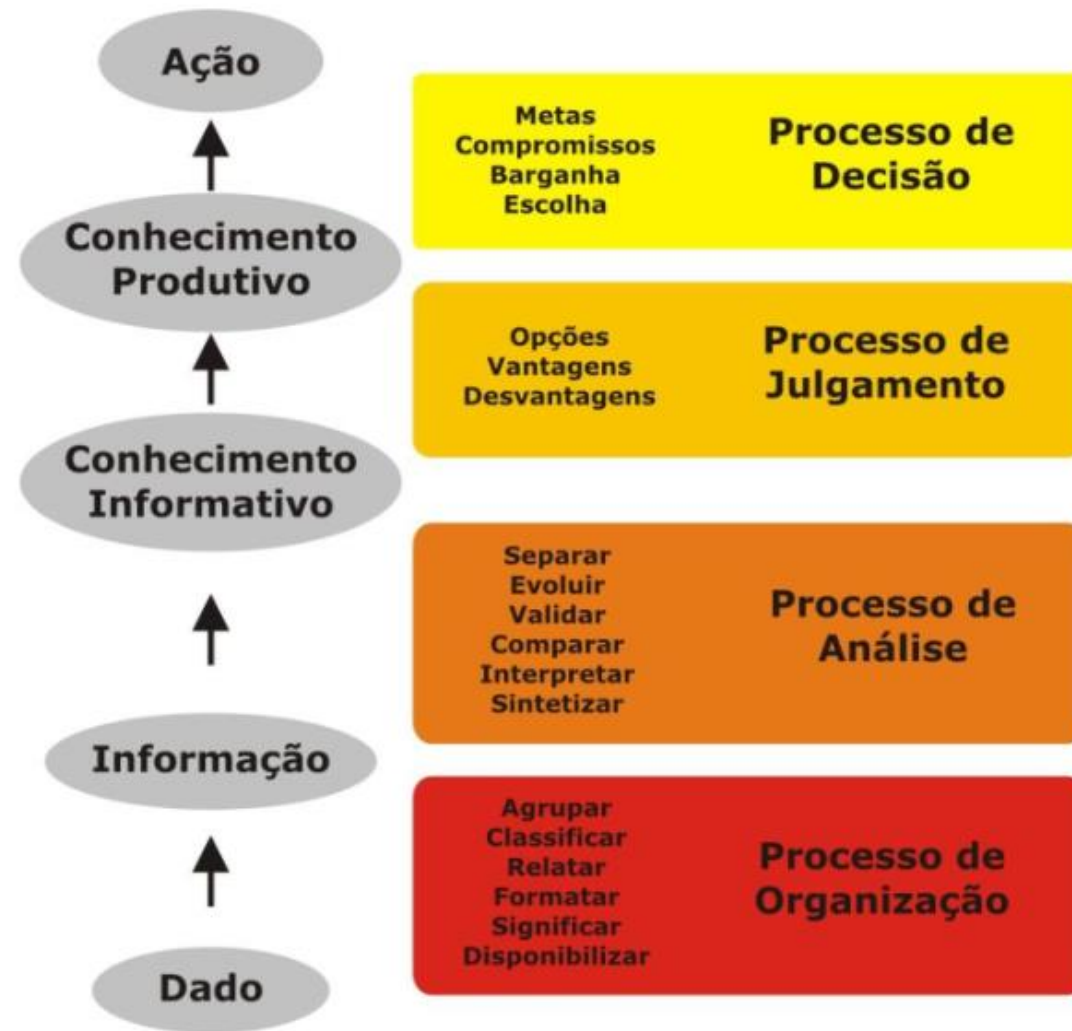 Ação
Metas
Compromissos
Barganha
Escolha
Processo de
Decisão
Conhecimento
Produtivo
Opções
Vantagens
Desvantagens
Processo de
Julgamento
Conhecimento
Informativo
Separar
Evoluir
Validar
Comparar
Interpretar
Sintetizar
Processo de
Análise
Informação
Agrupar
Classificar
Relatar
Formatar
Significar
Disponibilizar
Processo de
Organização
Dado